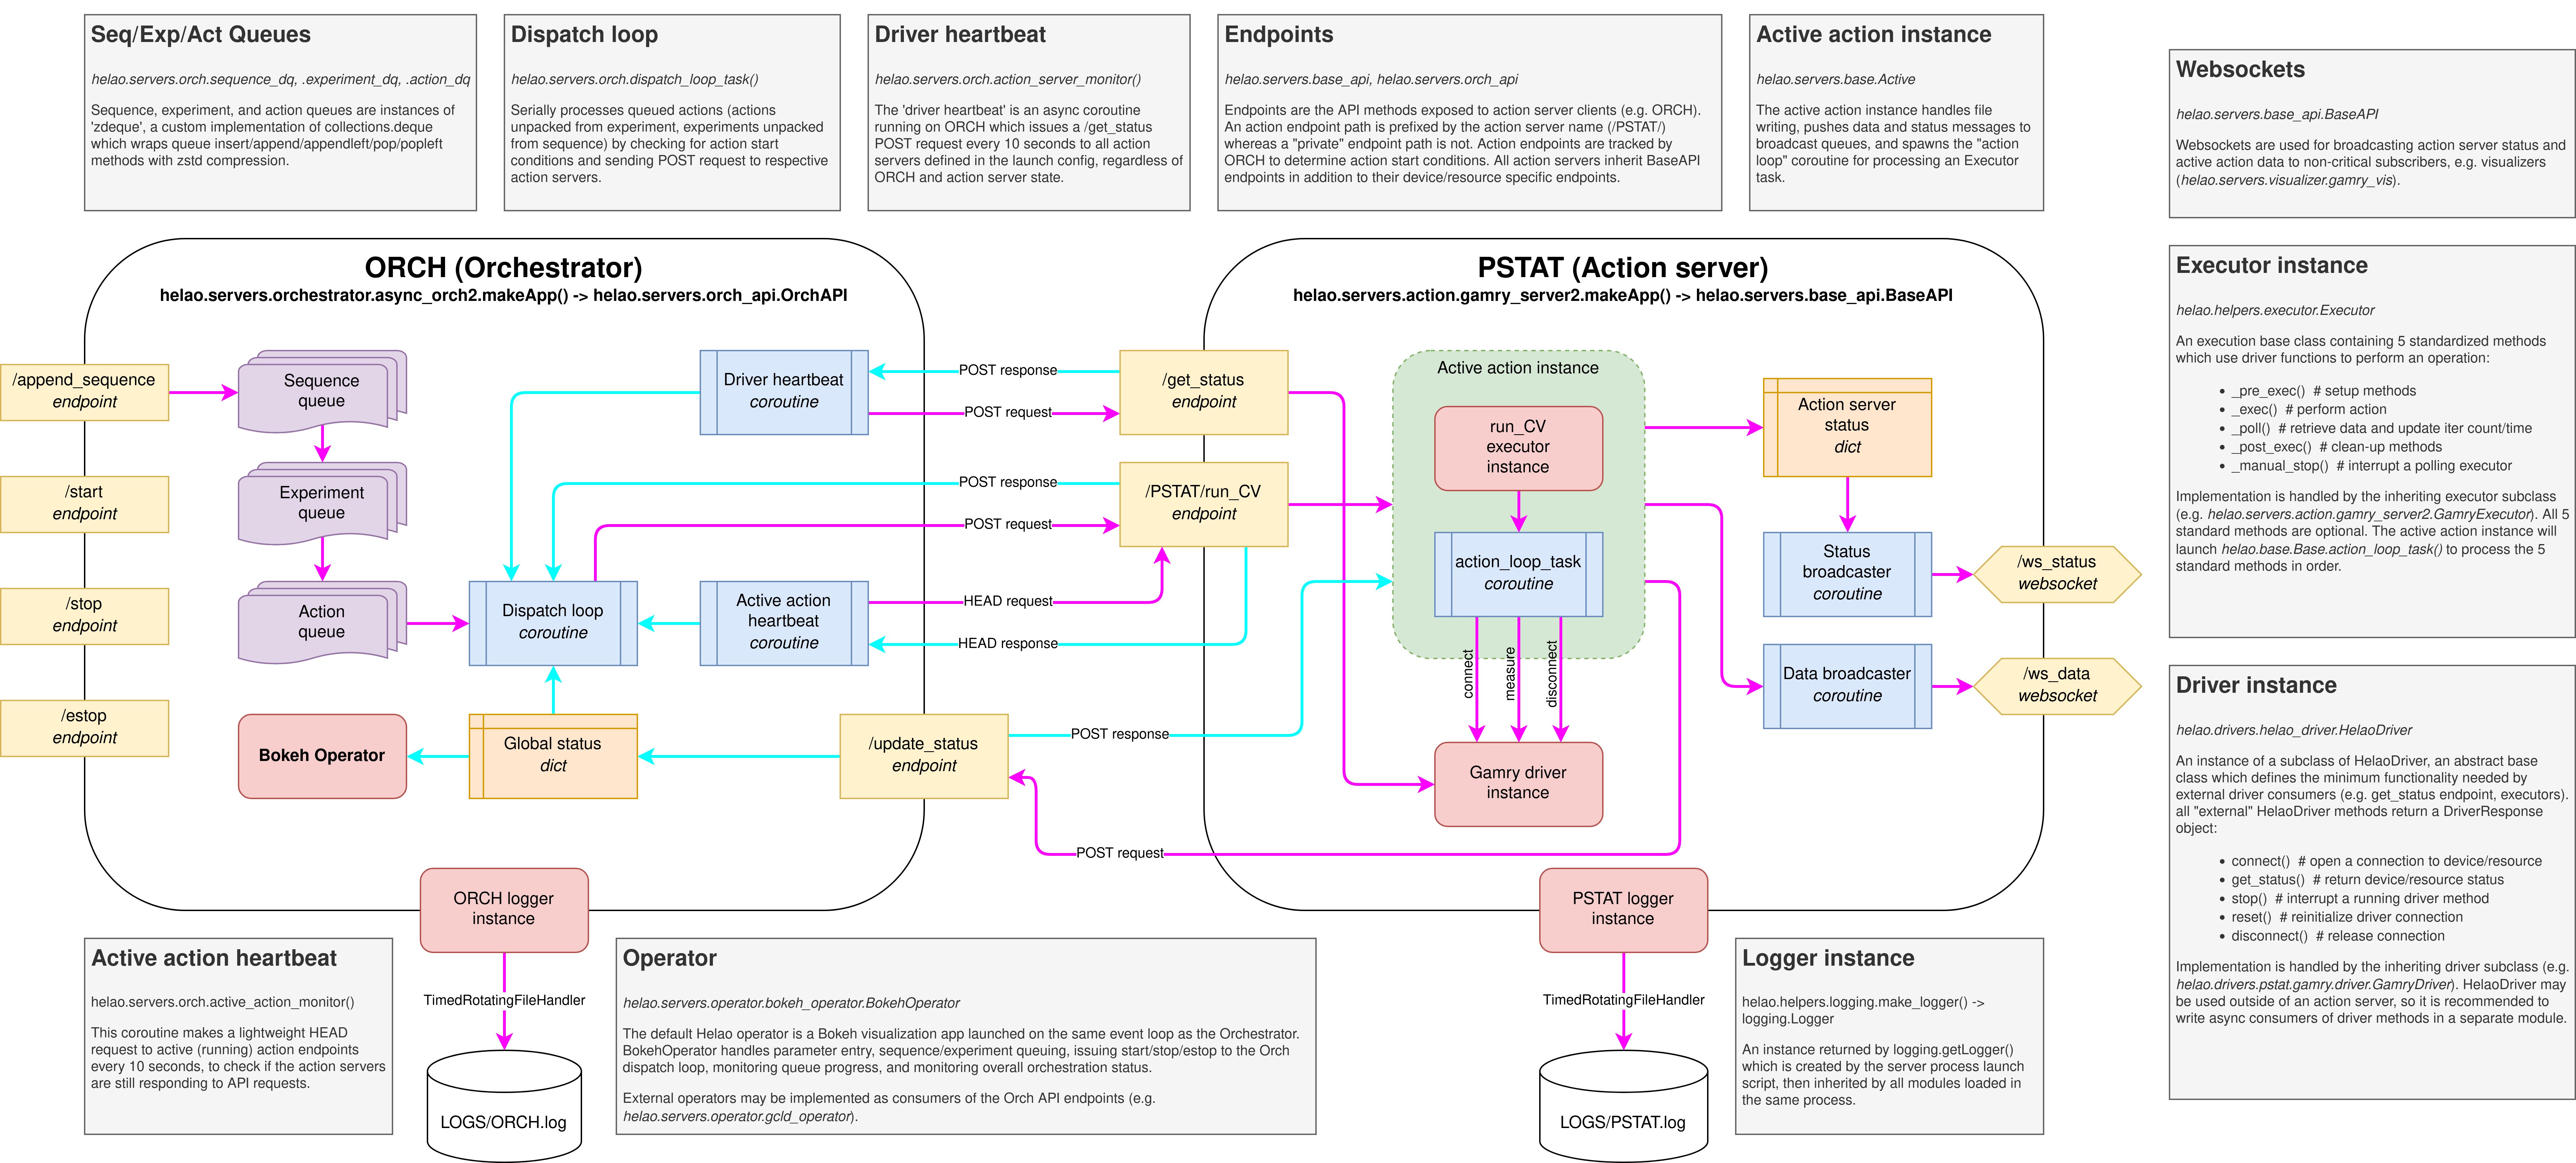 Seq/Exp/Act Queues
helao.servers.orch.sequence_dq, .experiment_dq, .action_dq
Sequence, experiment, and action queues are instances of
'zdeque', a custom implementation of collections.deque
which wraps queue insert/append/appendleft/pop/popleft
methods with zstd compression.
Dispatch loop
helao.servers.orch.dispatch_loop_task()
Serially processes queued actions (actions
unpacked from experiment, experiments unpacked
from sequence) by checking for action start
conditions and sending POST request to respective
action servers.
Driver heartbeat
helao.servers.orch.action_server_monitor()
The 'driver heartbeat' is an async coroutine
running on ORCH which issues a /get_status
POST request every 10 seconds to all action
servers defined in the launch config, regardless of
ORCH and action server state.
Endpoints
helao.servers.base_api, helao.servers.orch_api
Endpoints are the API methods exposed to action server clients (e.g. ORCH).
An action endpoint path is prefixed by the action server name (/PSTAT/)
whereas a "private" endpoint path is not. Action endpoints are tracked by
ORCH to determine action start conditions. All action servers inherit BaseAPI
endpoints in addition to their device/resource specific endpoints.
Active action instance
helao.servers.base.Active
The active action instance handles file
writing, pushes data and status messages to
broadcast queues, and spawns the "action
loop" coroutine for processing an Executor
task.
Websockets
helao.servers.base_api.BaseAPI
Websockets are used for broadcasting action server status and
active action data to non-critical subscribers, e.g. visualizers
(helao.servers.visualizer.gamry_vis).
ORCH (Orchestrator)
helao.servers.orchestrator.async_orch2.makeApp() -> helao.servers.orch_api.OrchAPI
/append_sequence
endpoint
/start
endpoint
/stop
endpoint
/estop
endpoint
Sequence
queue
Experiment
queue
Action
queue
Bokeh Operator
Driver heartbeat
coroutine
Dispatch loop
coroutine
Active action
heartbeat
coroutine
Global status
dict
/update_status
endpoint
POST response
POST request
POST response
POST request
HEAD request
HEAD response
POST response
POST request
PSTAT (Action server)
helao.servers.action.gamry_server2.makeApp() -> helao.servers.base_api.BaseAPI
/get_status
endpoint
/PSTAT/run_CV
endpoint
Active action instance
run_CV
executor
instance
action_loop_task
coroutine
connect
measure
disconnect
Gamry driver
instance
Action server
status
dict
Status
broadcaster
coroutine
Data broadcaster
coroutine
/ws_status
websocket
/ws_data
websocket
Executor instance
helao.helpers.executor.Executor
An execution base class containing 5 standardized methods
which use driver functions to perform an operation:
• _pre_exec() # setup methods
• _exec() # perform action
• _poll() # retrieve data and update iter count/time
• _post_exec() # clean-up methods
• _manual_stop() # interrupt a polling executor
Implementation is handled by the inheriting executor subclass
(e.g. helao.servers.action.gamry_server2.GamryExecutor). All 5
standard methods are optional. The active action instance will
launch helao.base.Base.action_loop_task() to process the 5
standard methods in order.
Driver instance
helao.drivers.helao_driver.HelaoDriver
An instance of a subclass of HelaoDriver, an abstract base
class which defines the minimum functionality needed by
external driver consumers (e.g. get_status endpoint, executors).
all "external" HelaoDriver methods return a DriverResponse
object:
• connect() # open a connection to device/resource
• get_status() # return device/resource status
• stop() # interrupt a running driver method
• reset() # reinitialize driver connection
• disconnect() # release connection
Implementation is handled by the inheriting driver subclass (e.g.
helao.drivers.pstat.gamry.driver.GamryDriver). HelaoDriver may
be used outside of an action server, so it is recommended to
write async consumers of driver methods in a separate module.
ORCH logger
instance
TimedRotatingFileHandler
LOGS/ORCH.log
PSTAT logger
instance
TimedRotatingFileHandler
LOGS/PSTAT.log
Active action heartbeat
helao.servers.orch.active_action_monitor()
This coroutine makes a lightweight HEAD
request to active (running) action endpoints
every 10 seconds, to check if the action servers
are still responding to API requests.
Operator
helao.servers.operator.bokeh_operator.BokehOperator
The default Helao operator is a Bokeh visualization app launched on the same event loop as the Orchestrator.
BokehOperator handles parameter entry, sequence/experiment queuing, issuing start/stop/estop to the Orch
dispatch loop, monitoring queue progress, and monitoring overall orchestration status.
External operators may be implemented as consumers of the Orch API endpoints (e.g.
helao.servers.operator.gcld_operator).
Logger instance
helao.helpers.logging.make_logger() ->
logging.Logger
An instance returned by logging.getLogger()
which is created by the server process launch
script, then inherited by all modules loaded in
the same process.